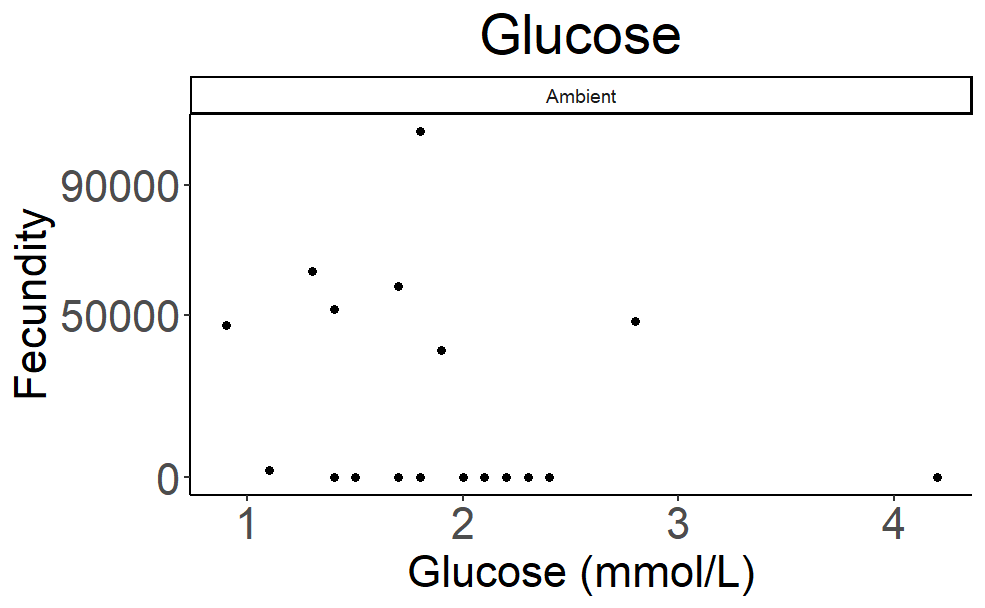 Glucose
Ambient
90000
50000
0
Fecundity
1 2 3 4
Glucose (mmol/L)